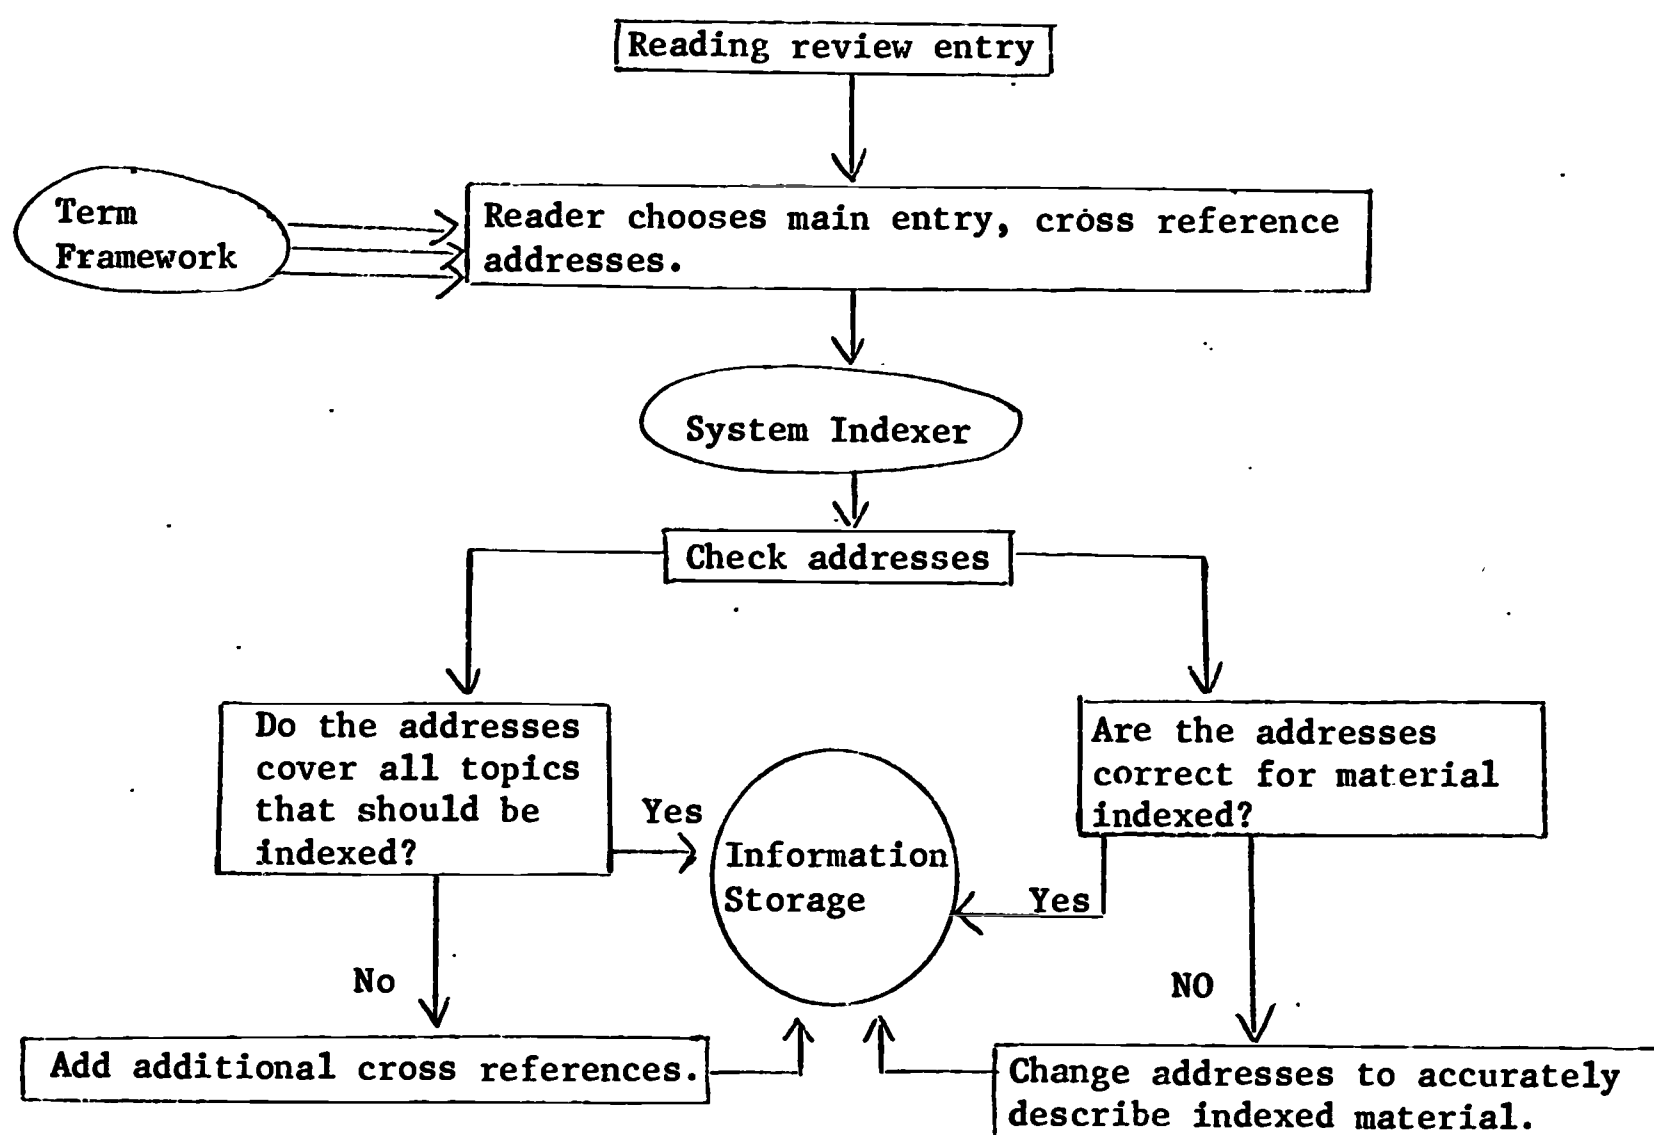 Reading review entry
Term
Framework
Reader chooses main entry, cross reference
addresses.
System Indexer
Check addresses
Do the addresses
cover all topics
that should be
indexed?
Yes
Are the addresses
correct for material
indexed?
Information
Storage
Yes
No
NO
Add additional cross references.
Change addresses to accurately
describe indexed material.